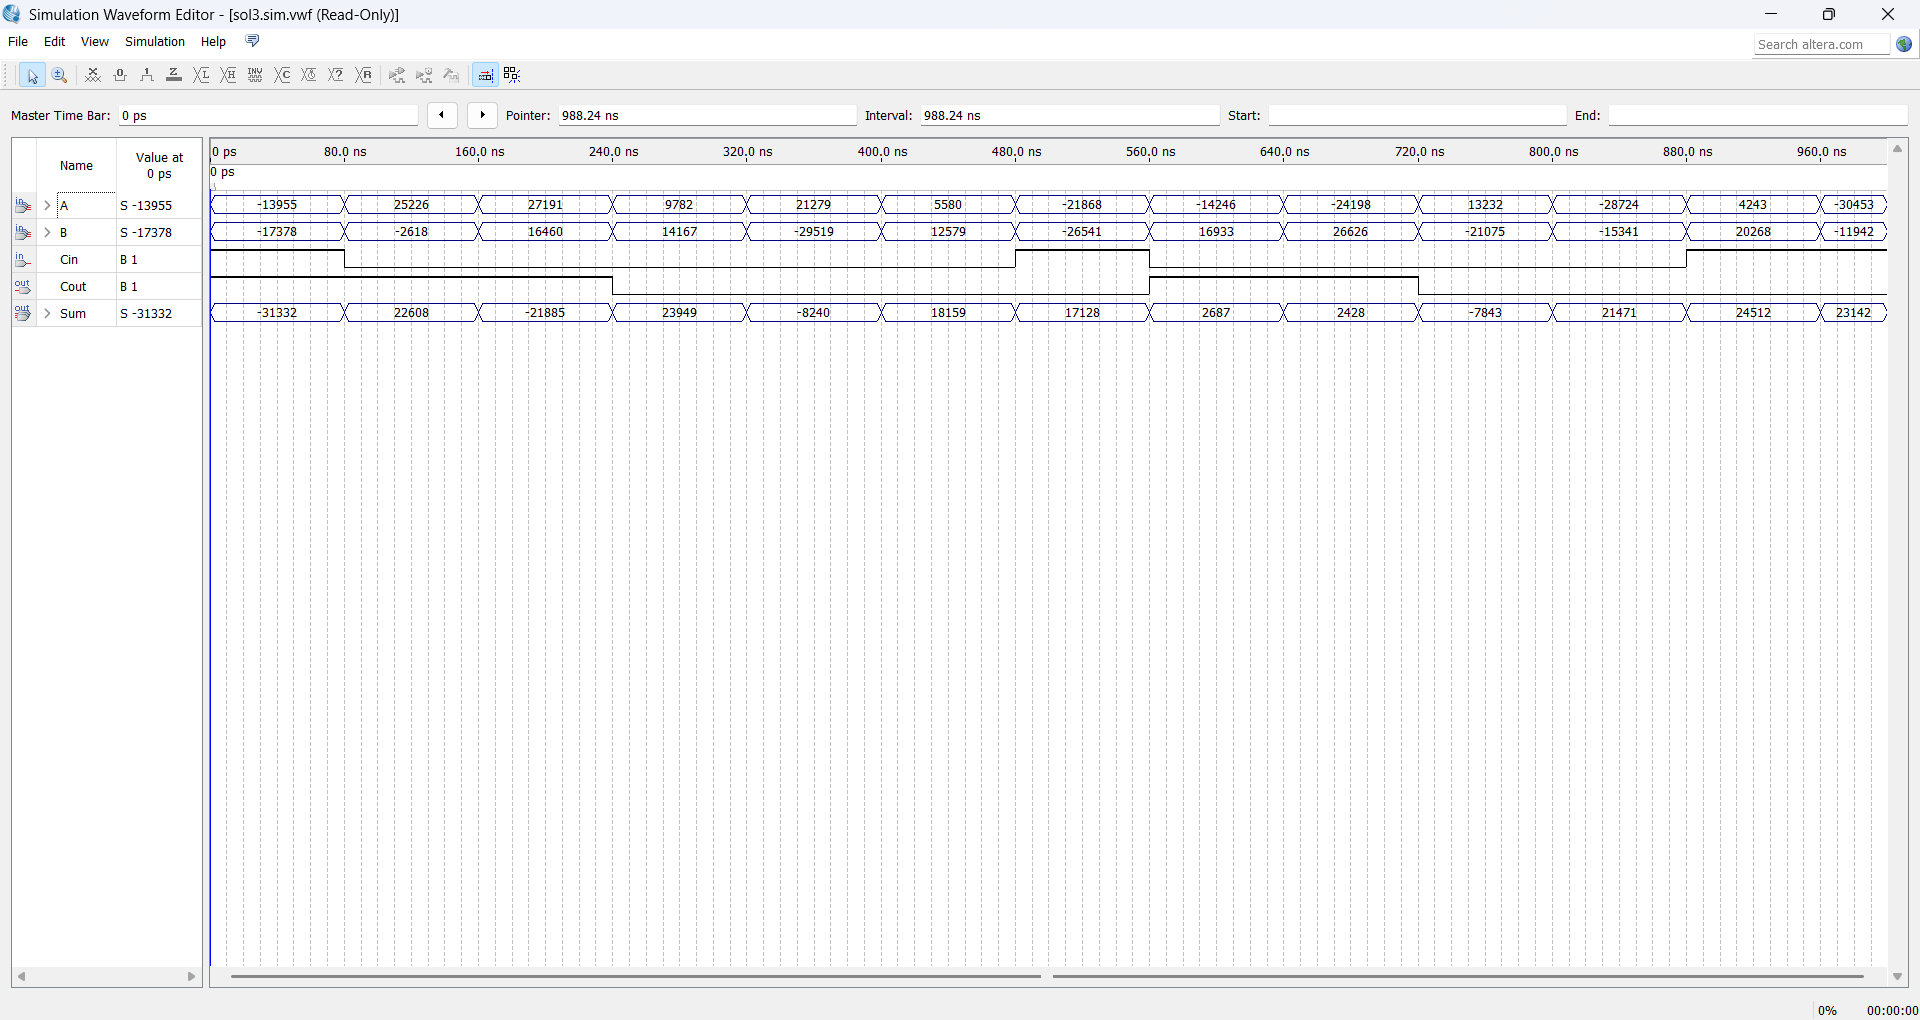 Simulation Waveform Editor - [sol3.sim.vwf (Read-Only)]
File Edit View Simulation Help
Search altera.com
Master Time Bar: 0 ps Pointer: 988.24 ns Interval: 988.24 ns Start: End:
Name Value at 0 ps
0 ps 80.0 ns 160.0 ns 240.0 ns 320.0 ns 400.0 ns 480.0 ns 560.0 ns 640.0 ns 720.0 ns 800.0 ns 880.0 ns 960.0 ns
0 ps
A S -13955 -13955 25226 27191 9782 21279 5580 -21868 -14246 -24198 13232 -28724 4243 -30453
B S -17378 -17378 -2618 16460 14167 -29519 12579 -26541 16933 26626 -21075 -15341 20268 -11942
Cin B 1
Cout B 1
Sum S -31332 -31332 22608 -21885 23949 -8240 18159 17128 2687 2428 -7843 21471 24512 23142
0% 00:00:00